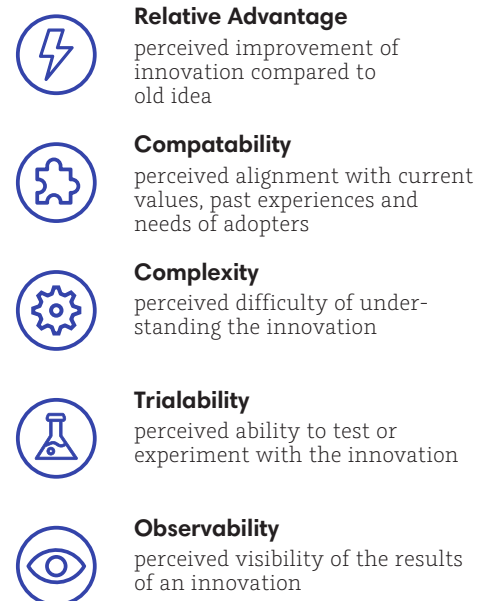 Relative Advantage
perceived improvement of
innovation compared to
old idea
Compatability
perceived alignment with current
values, past experiences and
needs of adopters
Complexity
perceived difficulty of under-
standing the innovation
Trialability
perceived ability to test or
experiment with the innovation
Observability
perceived visibility of the results
of an innovation